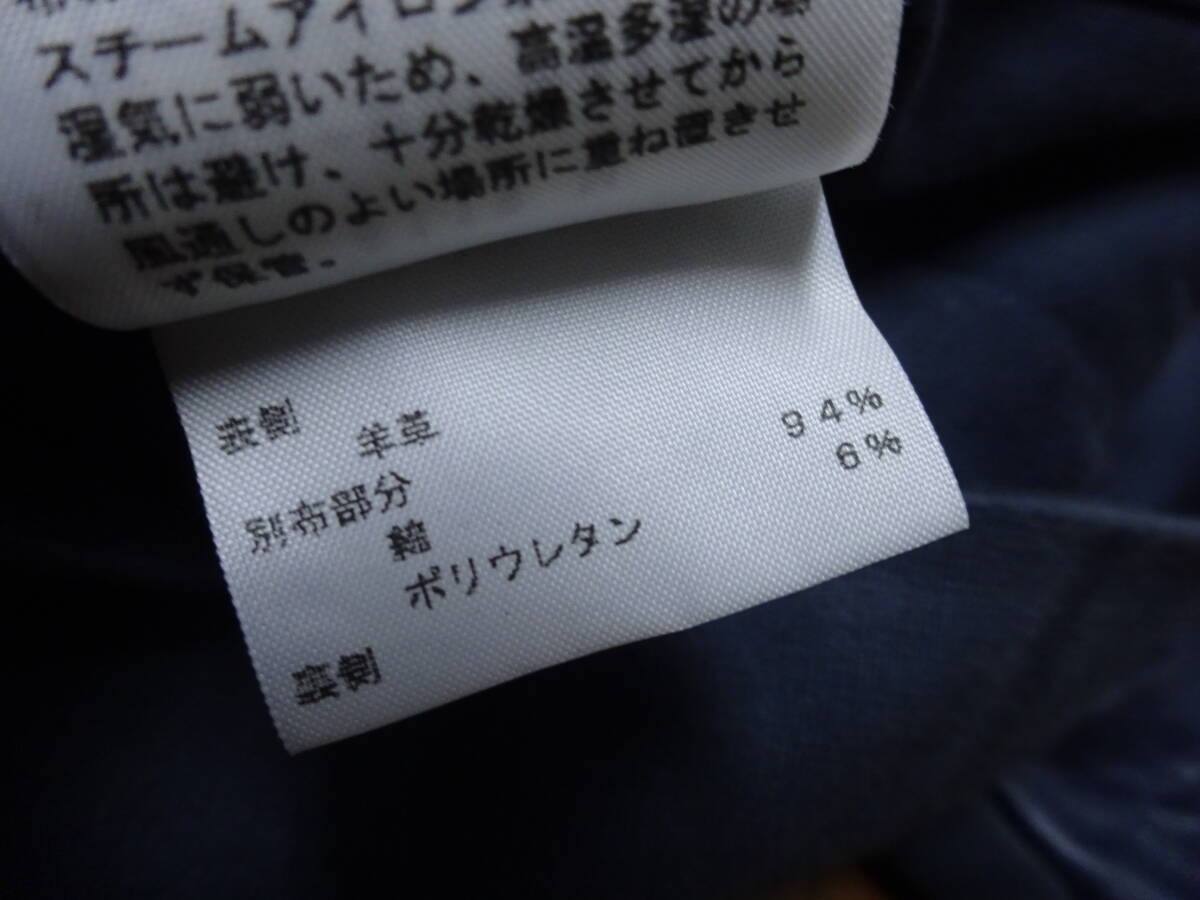 スチームアイロン
湿気に弱いため、高温多湿の
所は避け、十分乾燥させてから
風通しのよい場所に重ね置きせ
ず保管.
表側
羊革
別布部分
綿 94%
ポリウレタン 6%
裏側